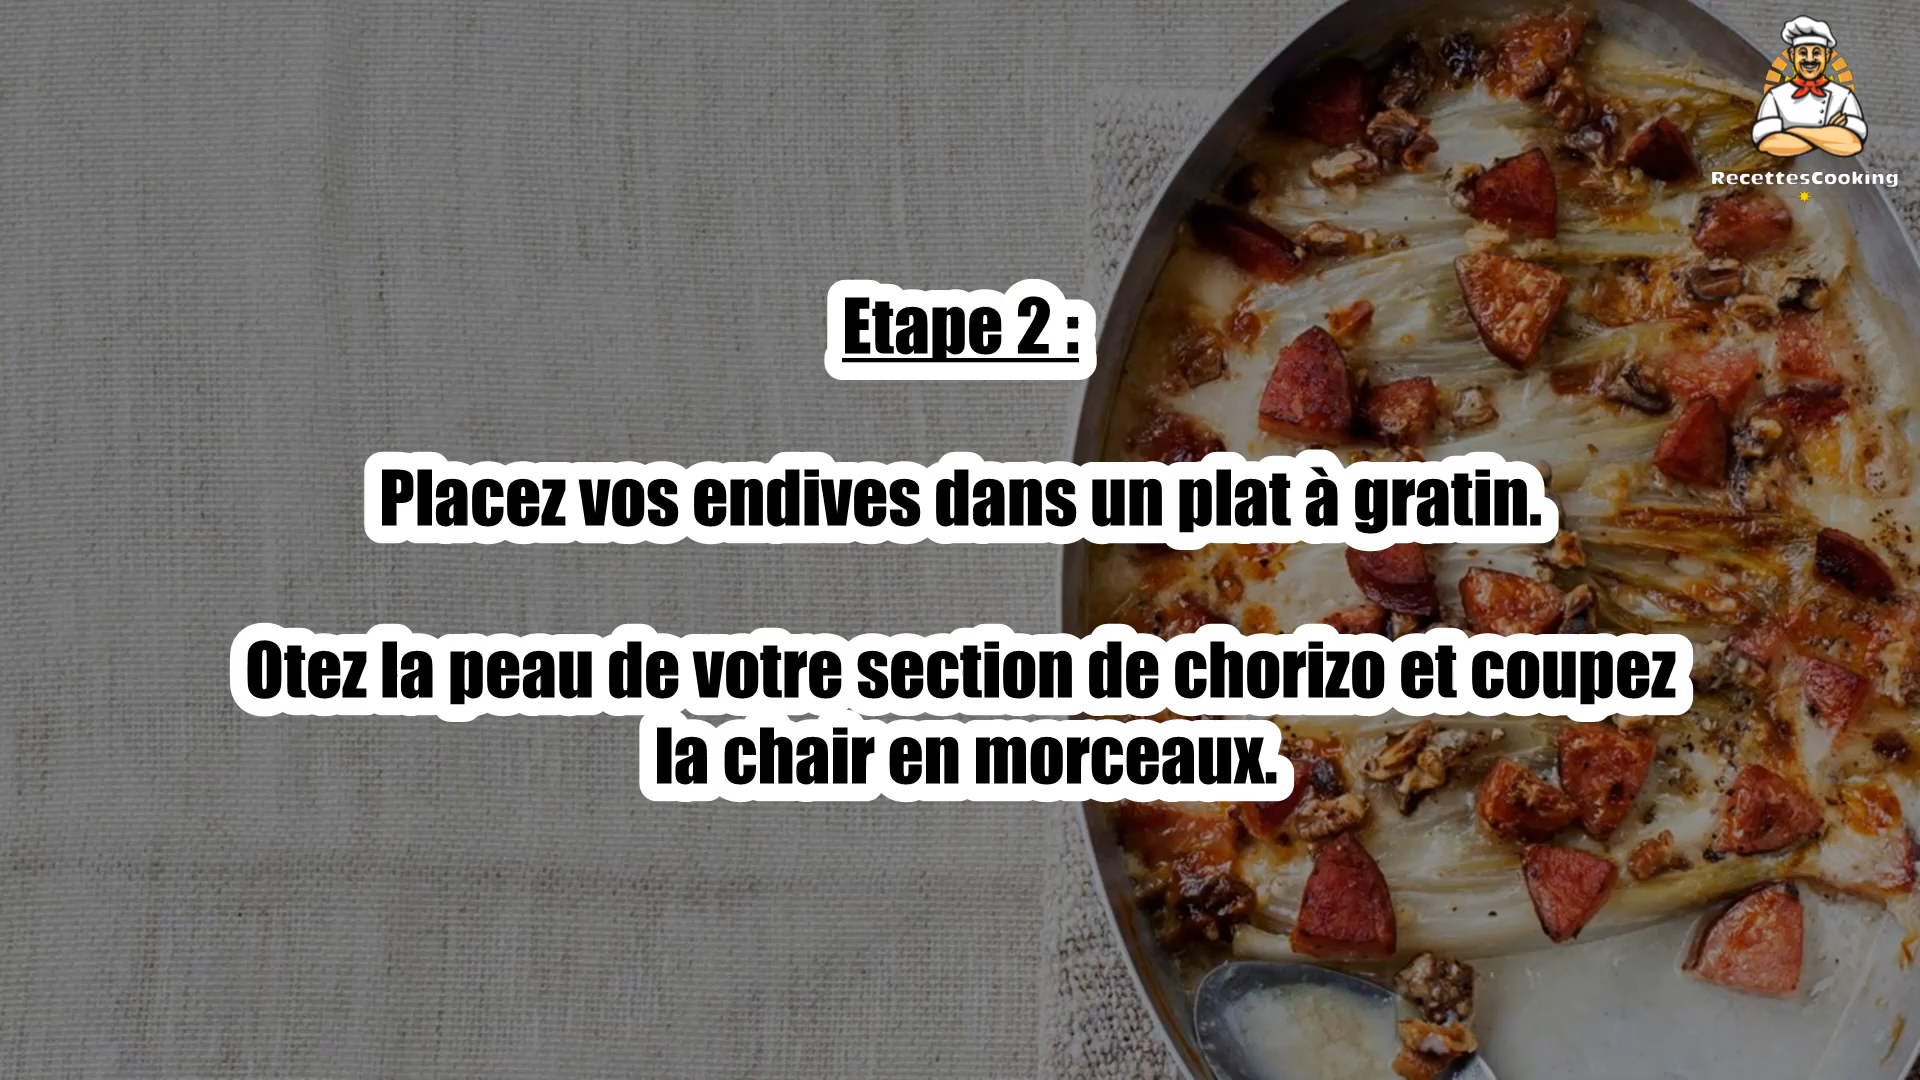 RecettesCooking
Etape 2 :
Placez vos endives dans un plat à gratin.
Otez la peau de votre section de chorizo et coupez
la chair en morceaux.